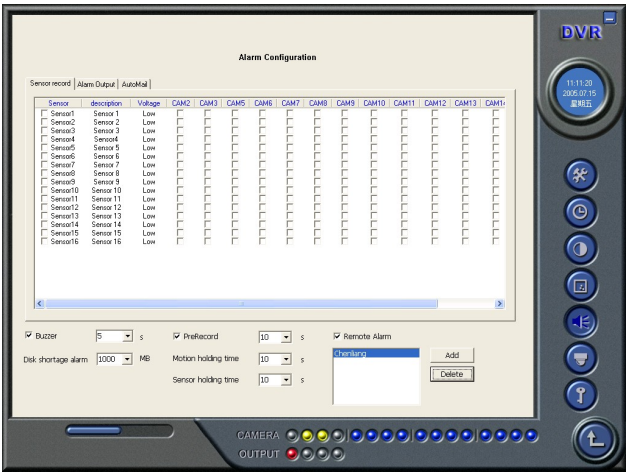 DVR
Alarm Configuration
11:11:20
2005.07.15
星期五
Sensor record Alarm Output AutoMail
Sensor description Voltage CAM2 CAM3 CAM5 CAM6 CAM7 CAM8 CAM9 CAM10 CAM11 CAM12 CAM13 CAM14
Sensor1 Sensor 1 Low
Sensor2 Sensor 2 Low
Sensor3 Sensor 3 Low
Sensor4 Sensor4 Low
Sensor5 Sensor 5 Low
Sensor6 Sensor 6 Low
Sensor7 Sensor 7 Low
Sensor8 Sensor 8 Low
Sensor9 Sensor 9 Low
Sensor10 Sensor 10 Low
Sensor11 Sensor 11 Low
Sensor12 Sensor 12 Low
Sensor13 Sensor 13 Low
Sensor14 Sensor 14 Low
Sensor15 Sensor 15 Low
Sensor16 Sensor 16 Low
Buzzer 5 s PreRecord 10 s Remote Alarm
Disk shortage alarm 1000 MB Motion holding time 10 s Chenliang Add
Sensor holding time 10 s Delete
CAMERA
OUTPUT